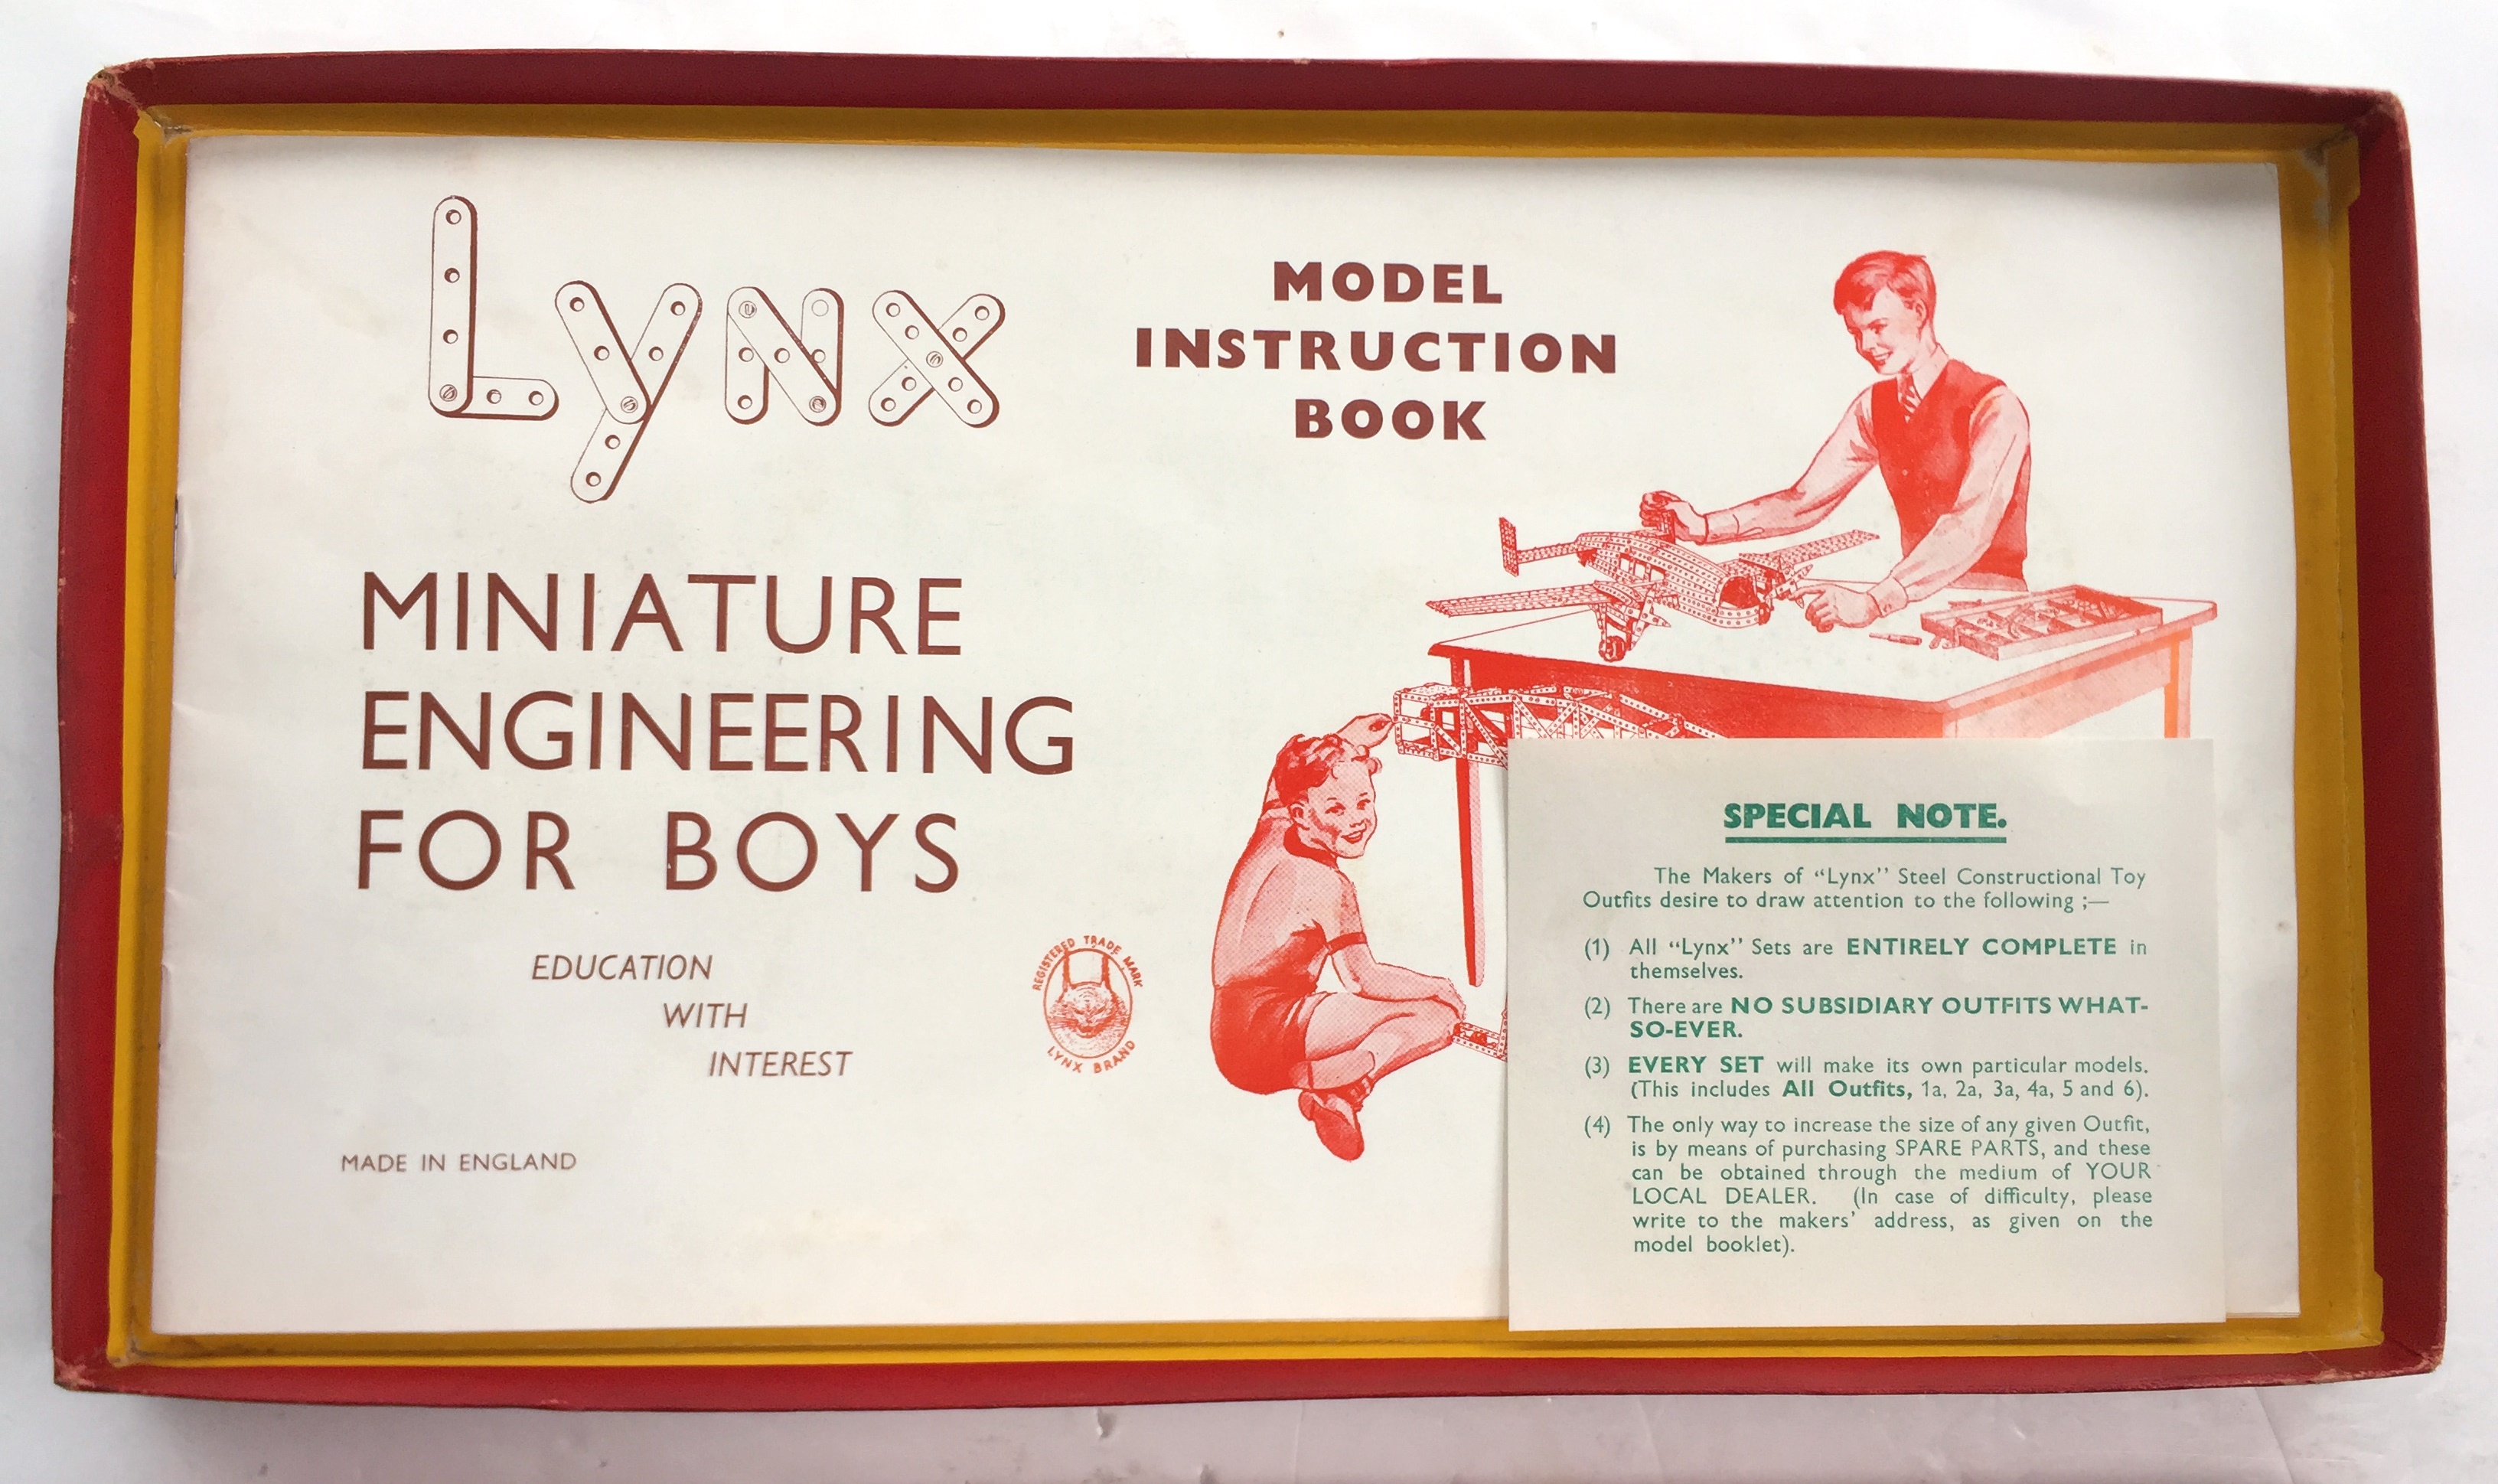 Lynx
MODEL
INSTRUCTION
BOOK
MINIATURE
ENGINEERING
FOR BOYS
EDUCATION
WITH
INTEREST
REGISTERED TRADE MARK
LYNX BRAND
MADE IN ENGLAND
SPECIAL NOTE.
The Makers of “Lynx” Steel Constructional Toy
Outfits desire to draw attention to the following ;—
(1) All “Lynx” Sets are ENTIRELY COMPLETE in
themselves.
(2) There are NO SUBSIDIARY OUTFITS WHAT-
SO-EVER.
(3) EVERY SET will make its own particular models.
(This includes All Outfits, 1a, 2a, 3a, 4a, 5 and 6).
(4) The only way to increase the size of any given Outfit,
is by means of purchasing SPARE PARTS, and these
can be obtained through the medium of YOUR
LOCAL DEALER. (In case of difficulty, please
write to the makers’ address, as given on the
model booklet).